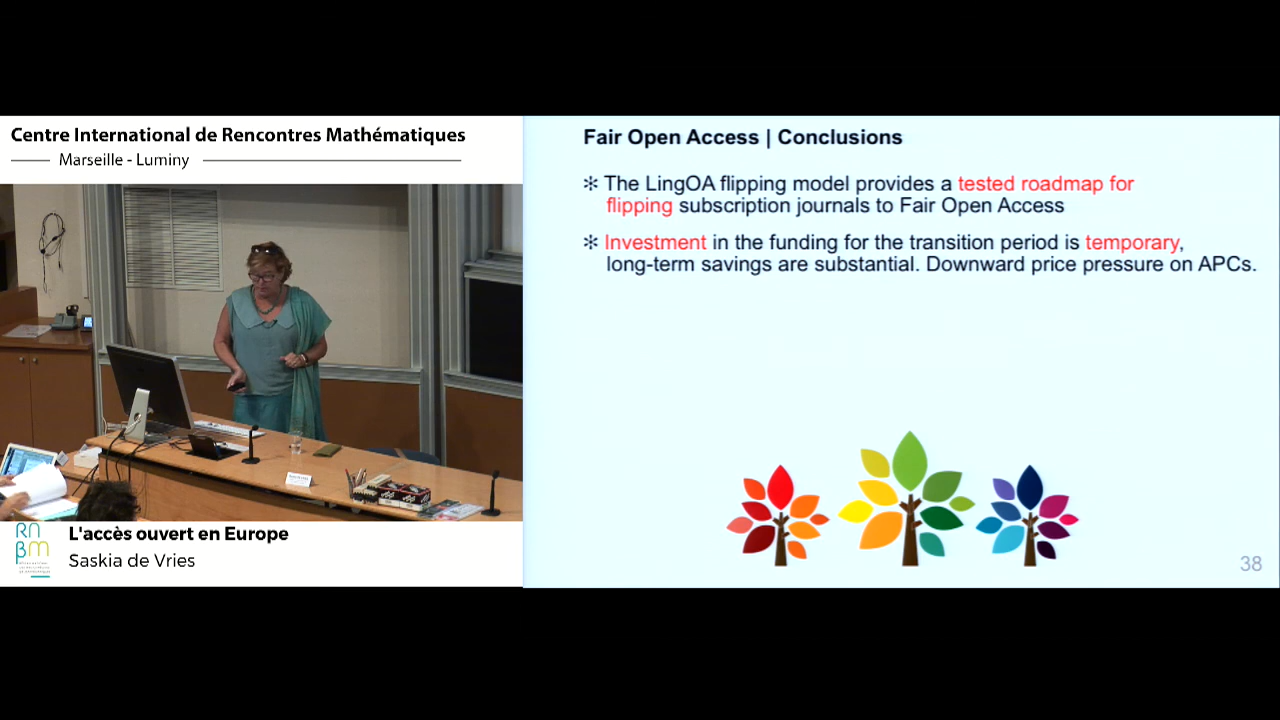 Centre International de Rencontres Mathématiques
Marseille - Luminy
Fair Open Access | Conclusions
✻ The LingOA flipping model provides a tested roadmap for
flipping subscription journals to Fair Open Access
✻ Investment in the funding for the transition period is temporary,
long-term savings are substantial. Downward price pressure on APCs.
38
RN
βM
L'accès ouvert en Europe
Saskia de Vries